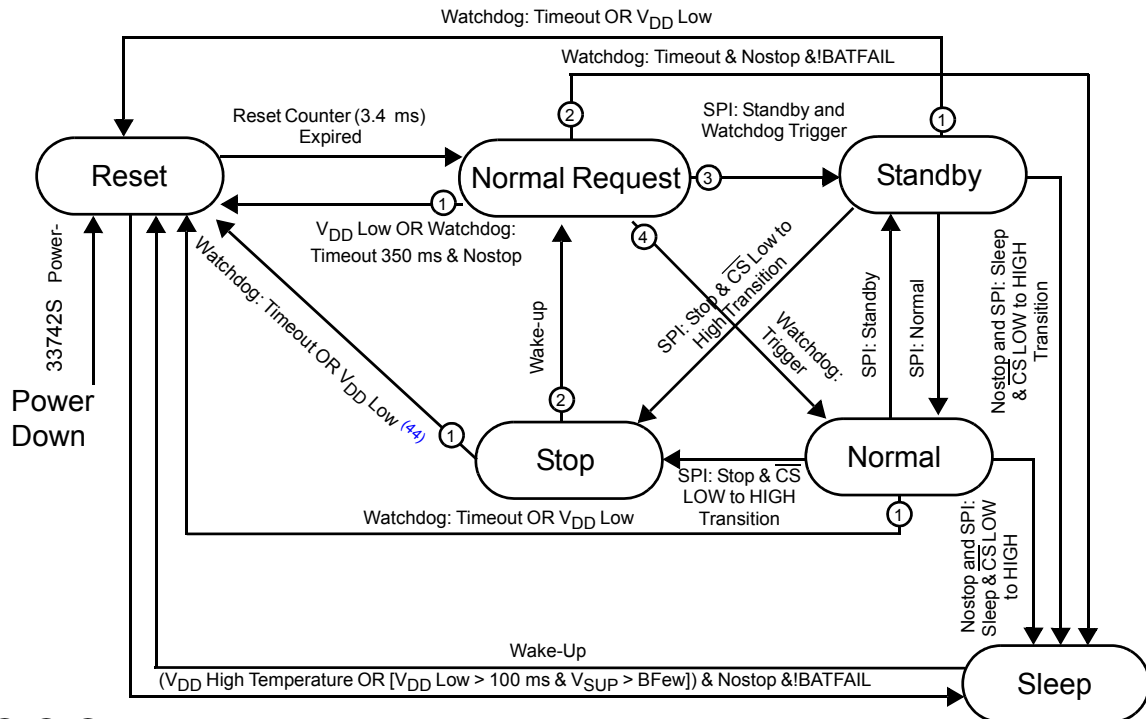 Watchdog: Timeout OR VDD Low
Watchdog: Timeout & Nostop &!BATFAIL
Reset Counter (3.4 ms)
Expired
2
SPI: Standby and
Watchdog Trigger
1
Reset
Normal Request
3
Standby
1
VDD Low OR Watchdog:
Timeout 350 ms & Nostop
4
33742S Power-
Power
Down
Watchdog: Timeout OR VDD Low (44)
1
Wake-up
2
SPI: Stop & CS Low to
High Transition
Watchdog:
Trigger
SPI: Standby
SPI: Normal
Nostop and SPI: Sleep
& CS LOW to HIGH
Transition
Stop
Normal
SPI: Stop & CS
LOW to HIGH
Transition
1
Watchdog: Timeout OR VDD Low
Nostop and SPI:
Sleep & CS LOW
to HIGH
Wake-Up
(VDD High Temperature OR [VDD Low > 100 ms & VSUP > BFew]) & Nostop &!BATFAIL
Sleep